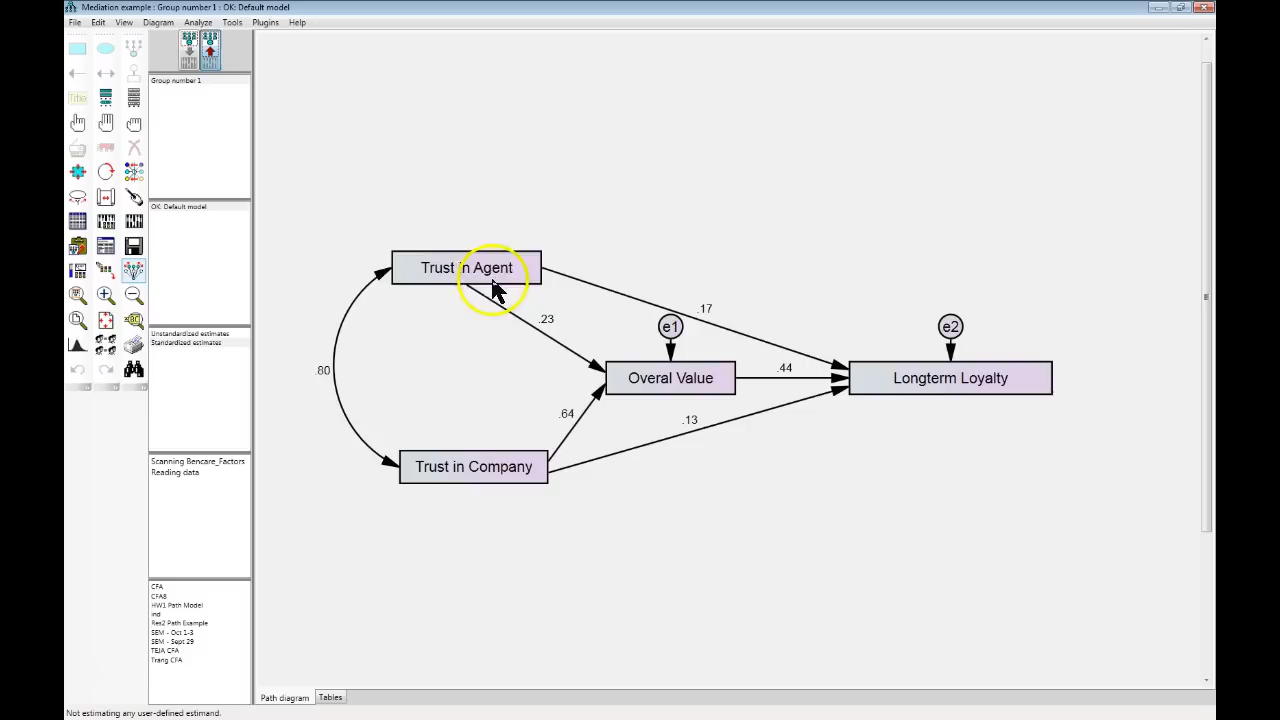 Mediation example : Group number 1 : OK: Default model
File Edit View Diagram Analyze Tools Plugins Help
Title
Group number 1
OK: Default model
Unstandardized estimates
Standardized estimates
Scanning Bencare_Factors
Reading data
CFA
CFA8
HW1 Path Model
ind
Res2 Path Example
SEM - Oct 1-3
SEM - Sept 29
TEJA CFA
Trang CFA
Trust in Agent
.17
.23
e1
e2
.80
Overal Value
.44
Longterm Loyalty
.64
.13
Trust in Company
Path diagram Tables
Not estimating any user-defined estimand.